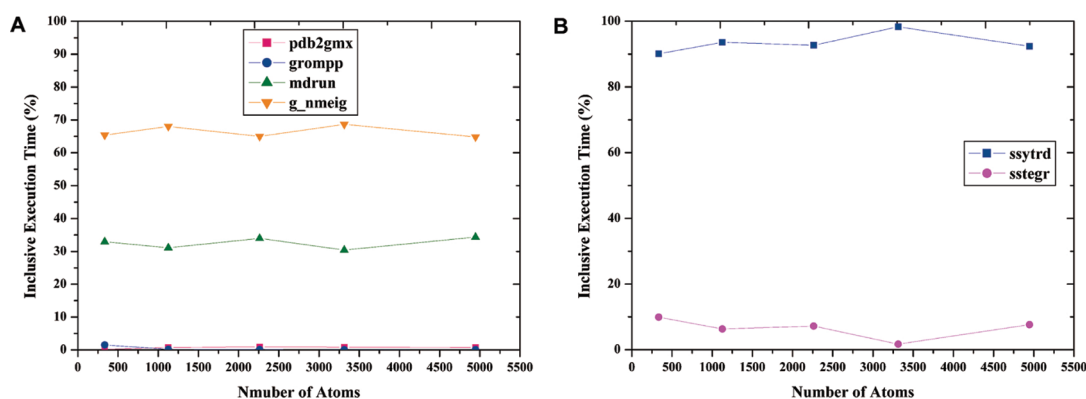 A
Inclusive Execution Time (%)
100
90
80
70
60
50
40
30
20
10
0
pdb2gmx
grompp
mdrun
g_nmeig
0 500 1000 1500 2000 2500 3000 3500 4000 4500 5000 5500
Nmuber of Atoms
B
Inclusive Execution Time (%)
100
80
60
40
20
0
ssytrd
sstegr
0 500 1000 1500 2000 2500 3000 3500 4000 4500 5000 5500
Number of Atoms